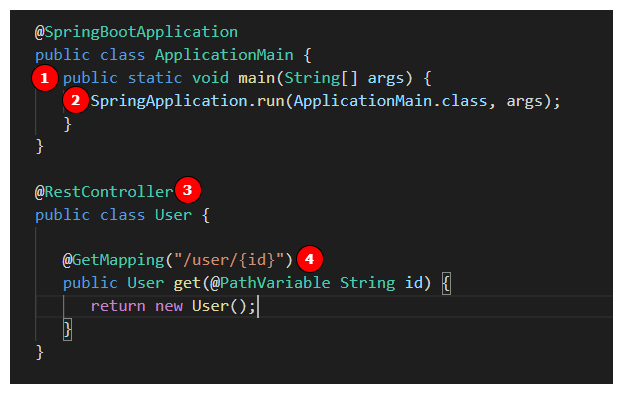 @SpringBootApplication
public class ApplicationMain {
1 public static void main(String[] args) {
2 SpringApplication.run(ApplicationMain.class, args);
}
}
@RestController 3
public class User {
@GetMapping("/user/{id}") 4
public User get(@PathVariable String id) {
return new User();
}
}